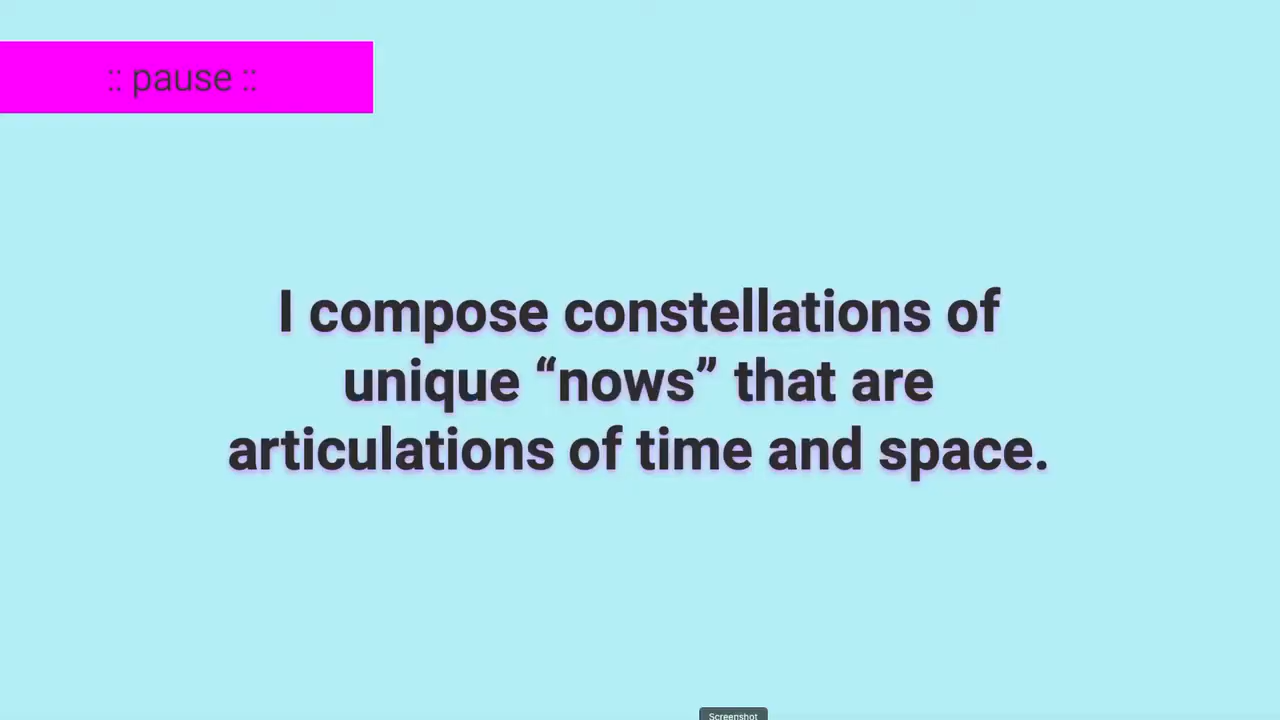 :: pause ::
I compose constellations of
unique “nows” that are
articulations of time and space.
Screenshot